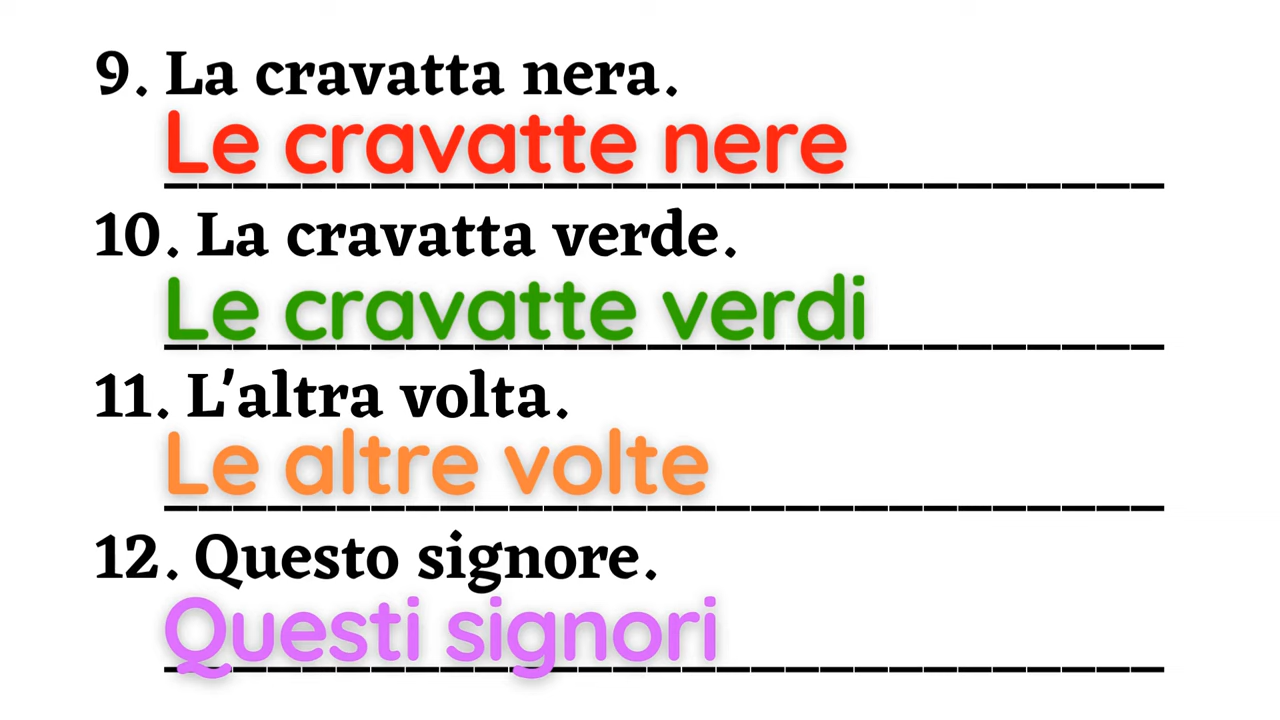 9. La cravatta nera.
Le cravatte nere
10. La cravatta verde.
Le cravatte verdi
11. L'altra volta.
Le altre volte
12. Questo signore.
Questi signori